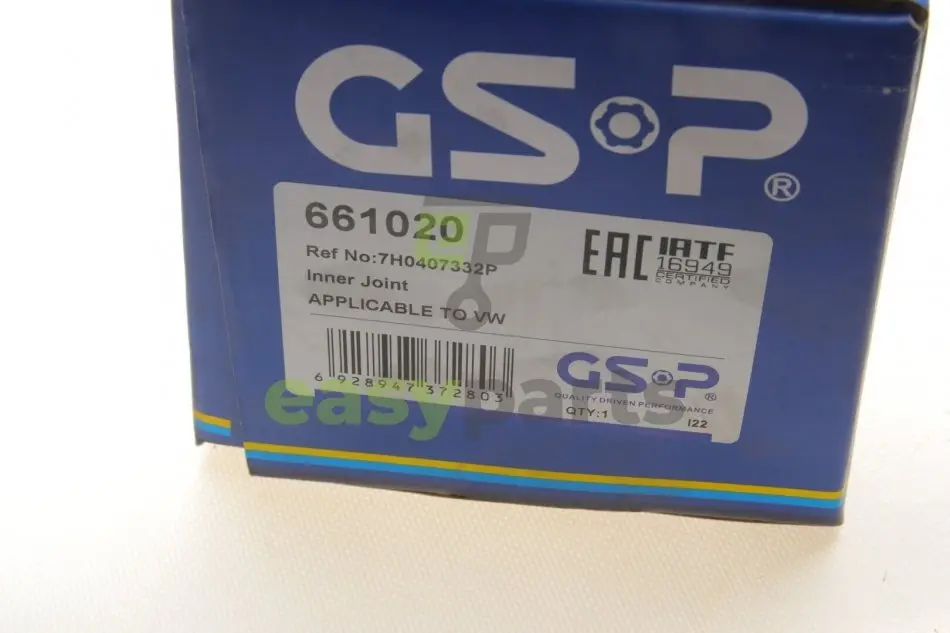 GSP ®
661020
Ref No:7H0407332P
Inner Joint
APPLICABLE TO VW
EAC
IATF
16949
CERTIFIED
COMPANY
6 928947 372803
GSP ®
QUALITY DRIVEN PERFORMANCE
QTY:1
I22
easyparts